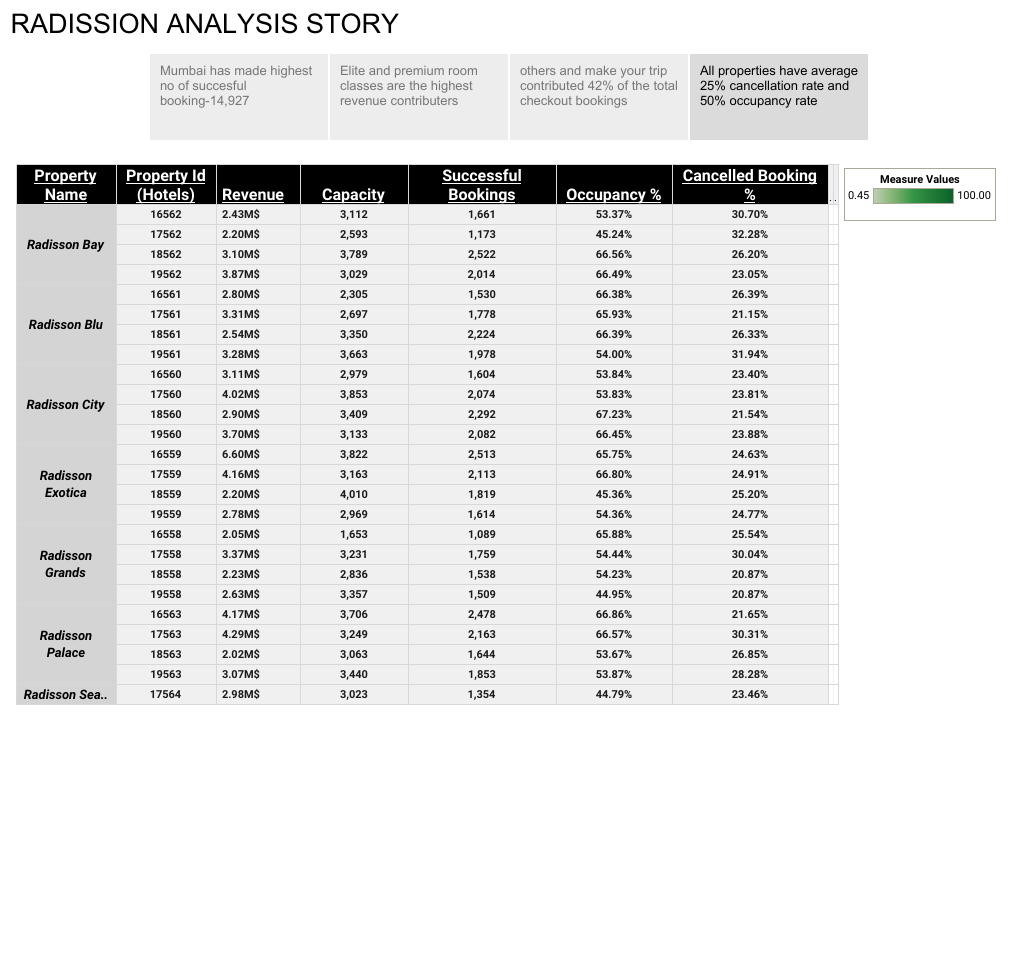 RADISSION ANALYSIS STORY
Mumbai has made highest
no of succesful
booking-14,927
Elite and premium room
classes are the highest
revenue contributers
others and make your trip
contributed 42% of the total
checkout bookings
All properties have average
25% cancellation rate and
50% occupancy rate
Property Name Property Id (Hotels) Revenue Capacity Successful Bookings Occupancy % Cancelled Booking % ..
Measure Values
0.45 100.00
Radisson Bay
16562 2.43M$ 3,112 1,661 53.37% 30.70%
17562 2.20M$ 2,593 1,173 45.24% 32.28%
18562 3.10M$ 3,789 2,522 66.56% 26.20%
19562 3.87M$ 3,029 2,014 66.49% 23.05%
Radisson Blu
16561 2.80M$ 2,305 1,530 66.38% 26.39%
17561 3.31M$ 2,697 1,778 65.93% 21.15%
18561 2.54M$ 3,350 2,224 66.39% 26.33%
19561 3.28M$ 3,663 1,978 54.00% 31.94%
Radisson City
16560 3.11M$ 2,979 1,604 53.84% 23.40%
17560 4.02M$ 3,853 2,074 53.83% 23.81%
18560 2.90M$ 3,409 2,292 67.23% 21.54%
19560 3.70M$ 3,133 2,082 66.45% 23.88%
Radisson
Exotica
16559 6.60M$ 3,822 2,513 65.75% 24.63%
17559 4.16M$ 3,163 2,113 66.80% 24.91%
18559 2.20M$ 4,010 1,819 45.36% 25.20%
19559 2.78M$ 2,969 1,614 54.36% 24.77%
Radisson
Grands
16558 2.05M$ 1,653 1,089 65.88% 25.54%
17558 3.37M$ 3,231 1,759 54.44% 30.04%
18558 2.23M$ 2,836 1,538 54.23% 20.87%
19558 2.63M$ 3,357 1,509 44.95% 20.87%
Radisson
Palace
16563 4.17M$ 3,706 2,478 66.86% 21.65%
17563 4.29M$ 3,249 2,163 66.57% 30.31%
18563 2.02M$ 3,063 1,644 53.67% 26.85%
19563 3.07M$ 3,440 1,853 53.87% 28.28%
Radisson Sea.. 17564 2.98M$ 3,023 1,354 44.79% 23.46%